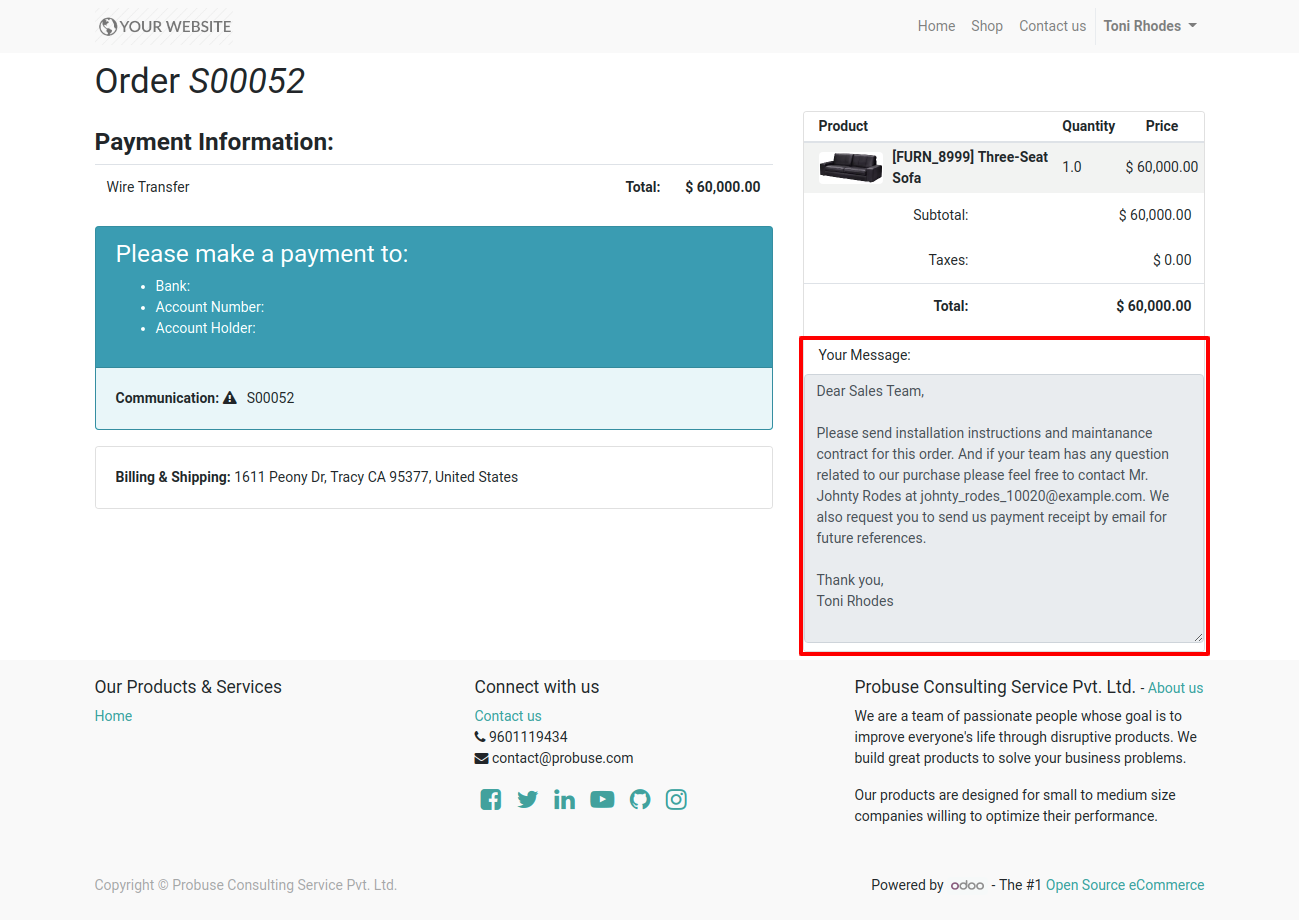 YOUR WEBSITE
Home Shop Contact us Toni Rhodes
Order S00052
Payment Information:
Wire Transfer Total: $ 60,000.00
Please make a payment to:
• Bank:
• Account Number:
• Account Holder:
Communication: S00052
Billing & Shipping: 1611 Peony Dr, Tracy CA 95377, United States
Product Quantity Price
[FURN_8999] Three-Seat
Sofa 1.0 $ 60,000.00
Subtotal: $ 60,000.00
Taxes: $ 0.00
Total: $ 60,000.00
Your Message:
Dear Sales Team,
Please send installation instructions and maintanance
contract for this order. And if your team has any question
related to our purchase please feel free to contact Mr.
Johnty Rodes at johnty_rodes_10020@example.com. We
also request you to send us payment receipt by email for
future references.
Thank you,
Toni Rhodes
Our Products & Services
Home
Connect with us
Contact us
9601119434
contact@probuse.com
Probuse Consulting Service Pvt. Ltd. - About us
We are a team of passionate people whose goal is to
improve everyone's life through disruptive products. We
build great products to solve your business problems.
Our products are designed for small to medium size
companies willing to optimize their performance.
Copyright © Probuse Consulting Service Pvt. Ltd.
Powered by odoo - The #1 Open Source eCommerce